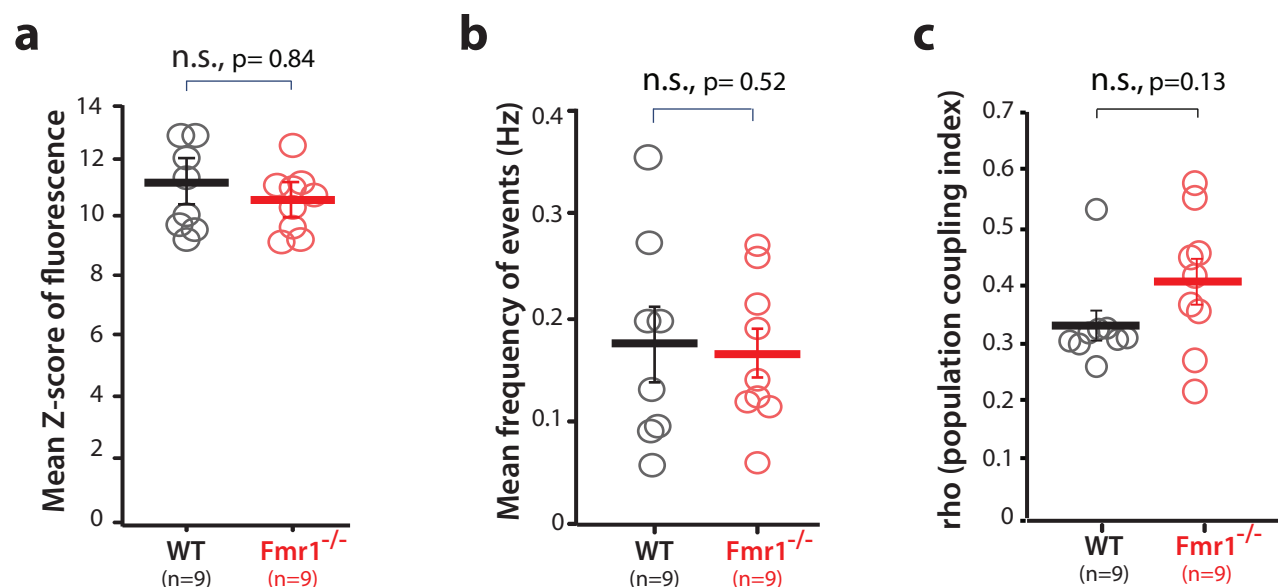 a
n.s., p= 0.84
Mean Z-score of fluorescence
14
12
10
8
6
4
2
0
WT
(n=9)
Fmr1-/-
(n=9)
b
n.s., p= 0.52
Mean frequency of events (Hz)
0.4
0.3
0.2
0.1
0
WT
(n=9)
Fmr1-/-
(n=9)
c
n.s., p=0.13
rho (population coupling index)
0.7
0.6
0.5
0.4
0.3
0.2
0.1
0
WT
(n=9)
Fmr1-/-
(n=9)